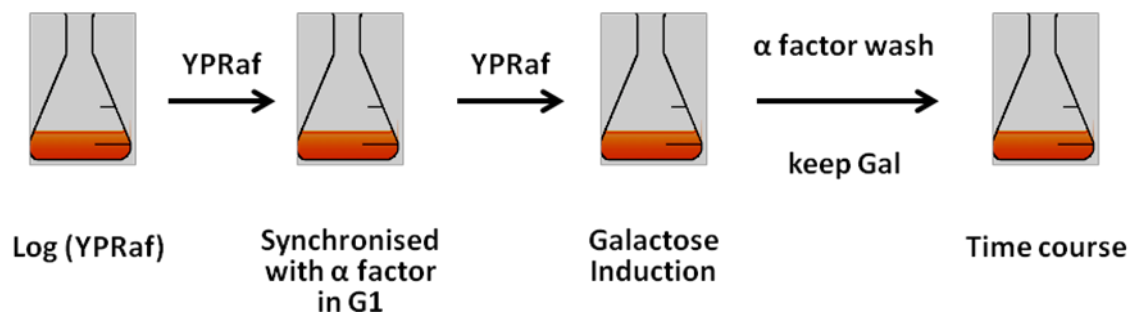 YPRaf
YPRaf
α factor wash
keep Gal
Log (YPRaf)
Synchronised
with α factor
in G1
Galactose
Induction
Time course